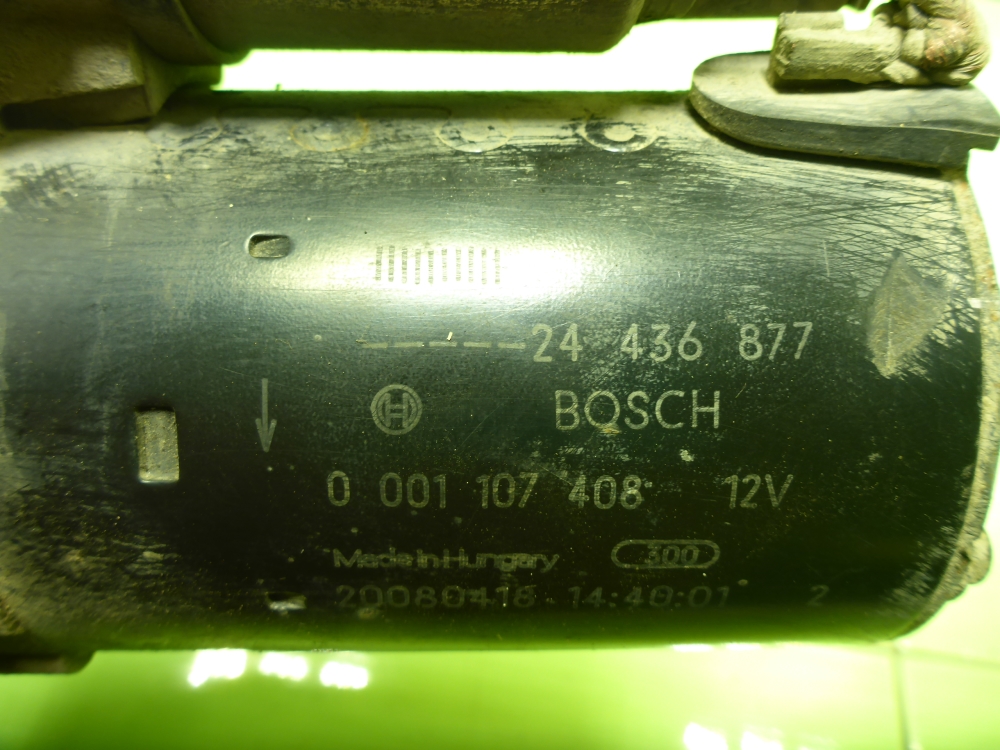 24 436 877
BOSCH
0 001 107 408 12V
Made in Hungary 300
20080418 14:40:01 2